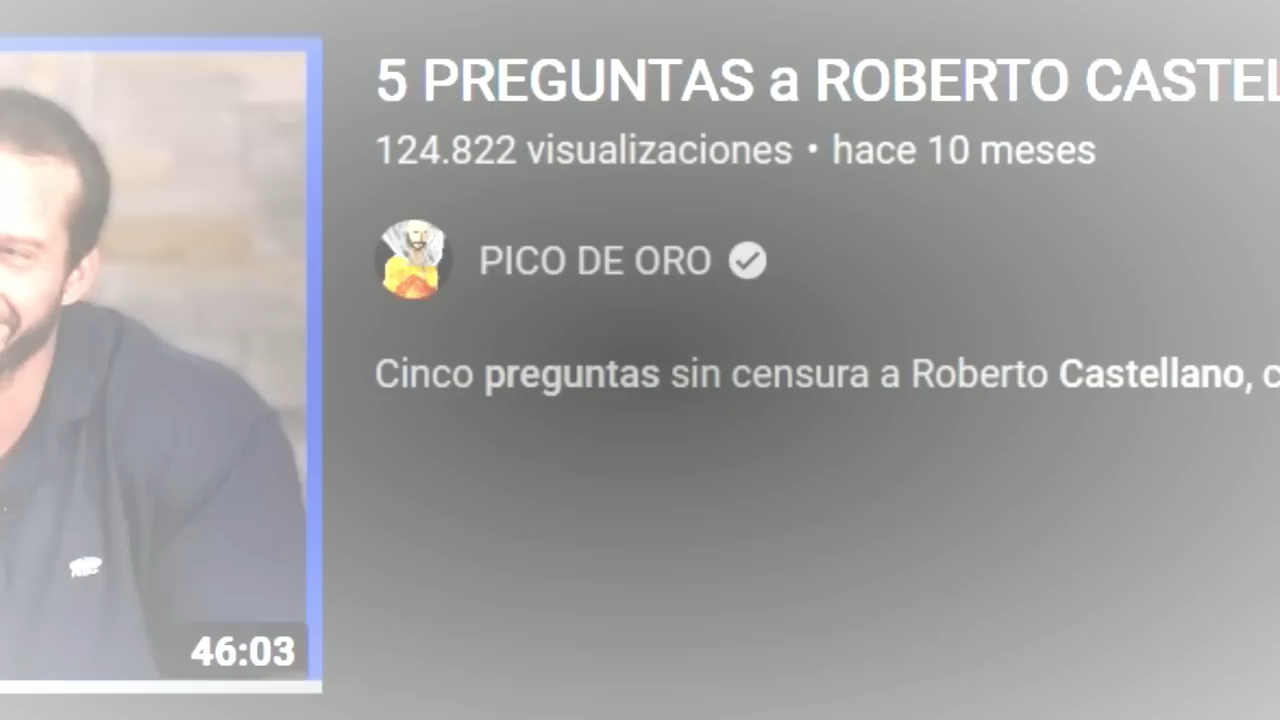 5 PREGUNTAS a ROBERTO CASTEL
124.822 visualizaciones • hace 10 meses
PICO DE ORO
Cinco preguntas sin censura a Roberto Castellano, c
46:03